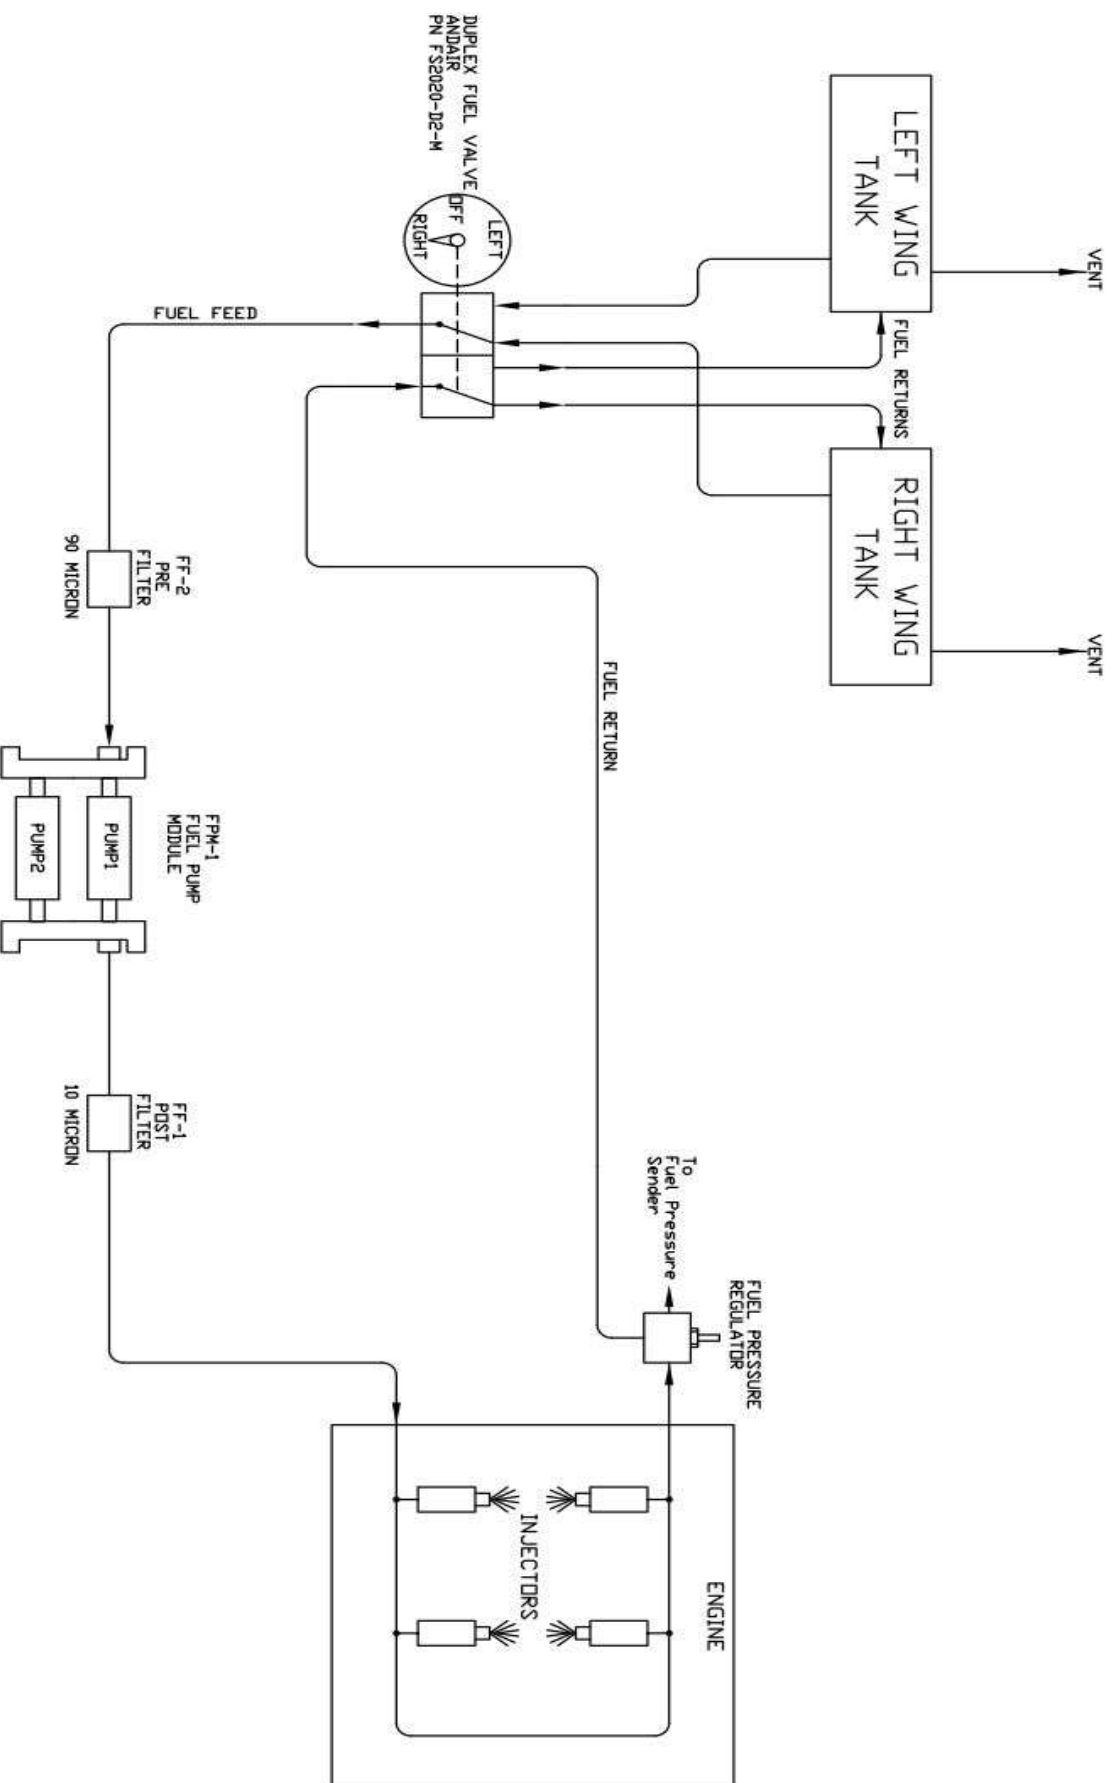 VENT
VENT
LEFT WING
TANK
RIGHT WING
TANK
FUEL RETURNS
DUPLEX FUEL VALVE
ANDAIR
PN FS2020-D2-M
LEFT
OFF
RIGHT
FUEL FEED
FUEL RETURN
FF-2
PRE
FILTER
90 MICRON
FPM-1
FUEL PUMP
MODULE
PUMP1
PUMP2
FF-1
POST
FILTER
10 MICRON
To
Fuel Pressure
Sender
FUEL PRESSURE
REGULATOR
ENGINE
INJECTORS